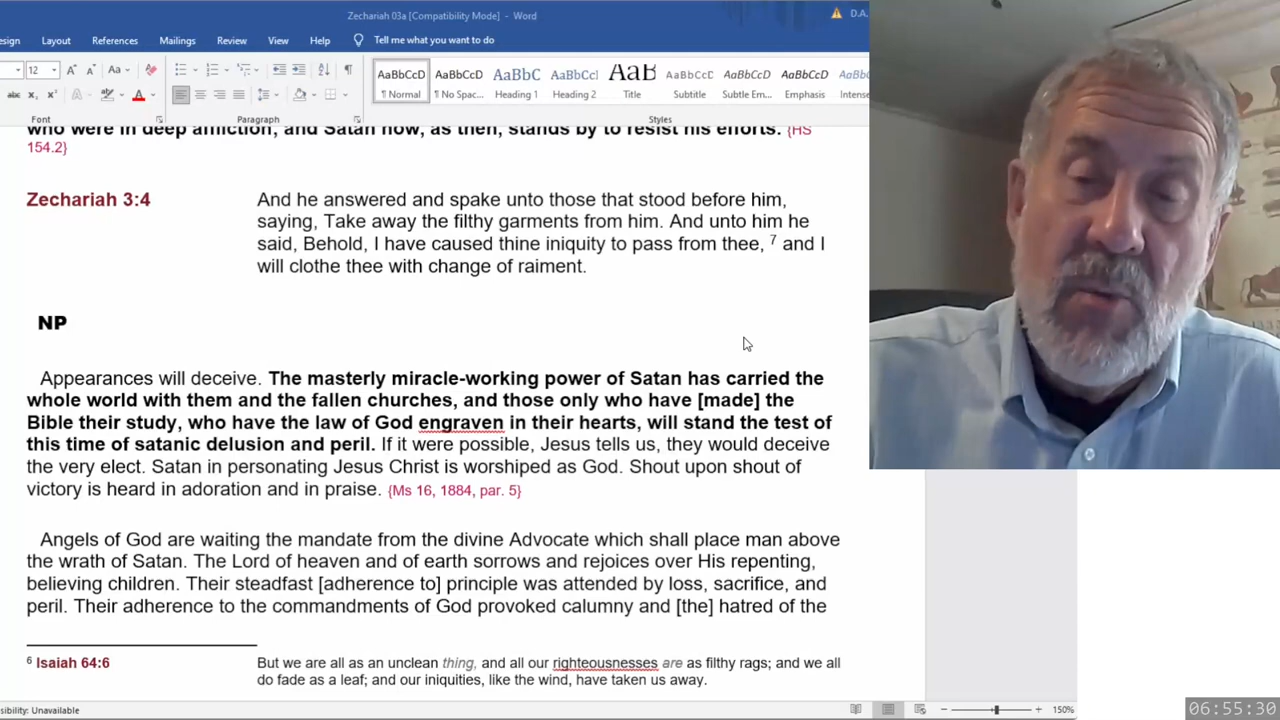 Zechariah 03a [Compatibility Mode] - Word
D.A.
esign Layout References Mailings Review View Help Tell me what you want to do
12 Aa
AaBbCcD AaBbCcD AaBbC AaBbCcl AaB AaBbCcD AaBbCcD AaBbCcD AaBb
¶ Normal ¶ No Spac... Heading 1 Heading 2 Title Subtitle Subtle Em... Emphasis Intense
Font Paragraph Styles
who were in deep affliction; and Satan now, as then, stands by to resist his efforts. {HS
154.2}
Zechariah 3:4 And he answered and spake unto those that stood before him,
saying, Take away the filthy garments from him. And unto him he
said, Behold, I have caused thine iniquity to pass from thee, 7 and I
will clothe thee with change of raiment.
NP
Appearances will deceive. The masterly miracle-working power of Satan has carried the
whole world with them and the fallen churches, and those only who have [made] the
Bible their study, who have the law of God engraven in their hearts, will stand the test of
this time of satanic delusion and peril. If it were possible, Jesus tells us, they would deceive
the very elect. Satan in personating Jesus Christ is worshiped as God. Shout upon shout of
victory is heard in adoration and in praise. {Ms 16, 1884, par. 5}
Angels of God are waiting the mandate from the divine Advocate which shall place man above
the wrath of Satan. The Lord of heaven and of earth sorrows and rejoices over His repenting,
believing children. Their steadfast [adherence to] principle was attended by loss, sacrifice, and
peril. Their adherence to the commandments of God provoked calumny and [the] hatred of the
6 Isaiah 64:6 But we are all as an unclean thing, and all our righteousnesses are as filthy rags; and we all
do fade as a leaf; and our iniquities, like the wind, have taken us away.
sibility: Unavailable
150%
06:55:30